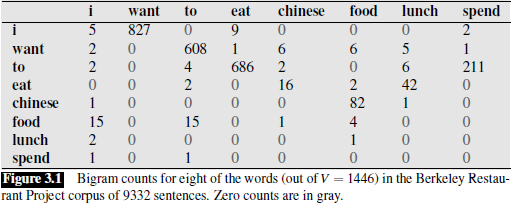 i want to eat chinese food lunch spend
i 5 827 0 9 0 0 0 2
want 2 0 608 1 6 6 5 1
to 2 0 4 686 2 0 6 211
eat 0 0 2 0 16 2 42 0
chinese 1 0 0 0 0 82 1 0
food 15 0 15 0 1 4 0 0
lunch 2 0 0 0 0 1 0 0
spend 1 0 1 0 0 0 0 0
Figure 3.1 Bigram counts for eight of the words (out of V = 1446) in the Berkeley Restau-
rant Project corpus of 9332 sentences. Zero counts are in gray.